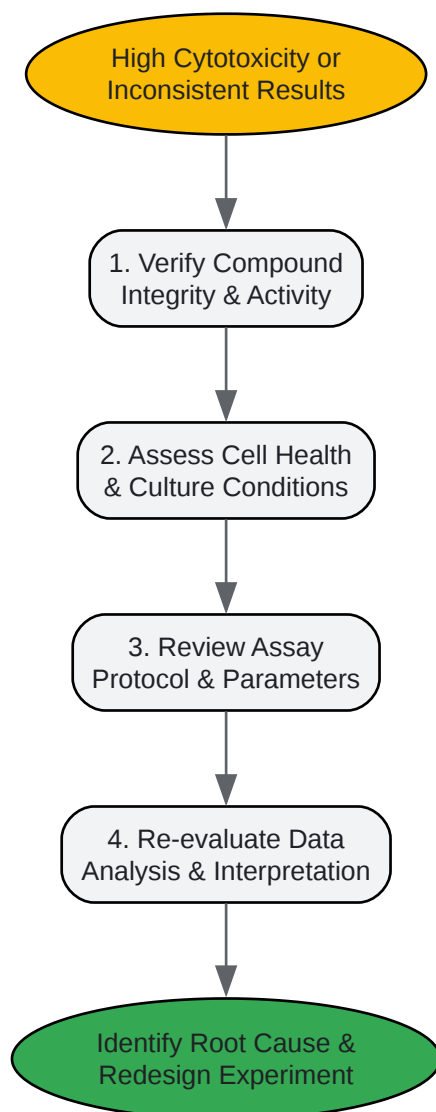 High Cytotoxicity or
Inconsistent Results
1. Verify Compound
Integrity & Activity
2. Assess Cell Health
& Culture Conditions
3. Review Assay
Protocol & Parameters
4. Re-evaluate Data
Analysis & Interpretation
Identify Root Cause &
Redesign Experiment